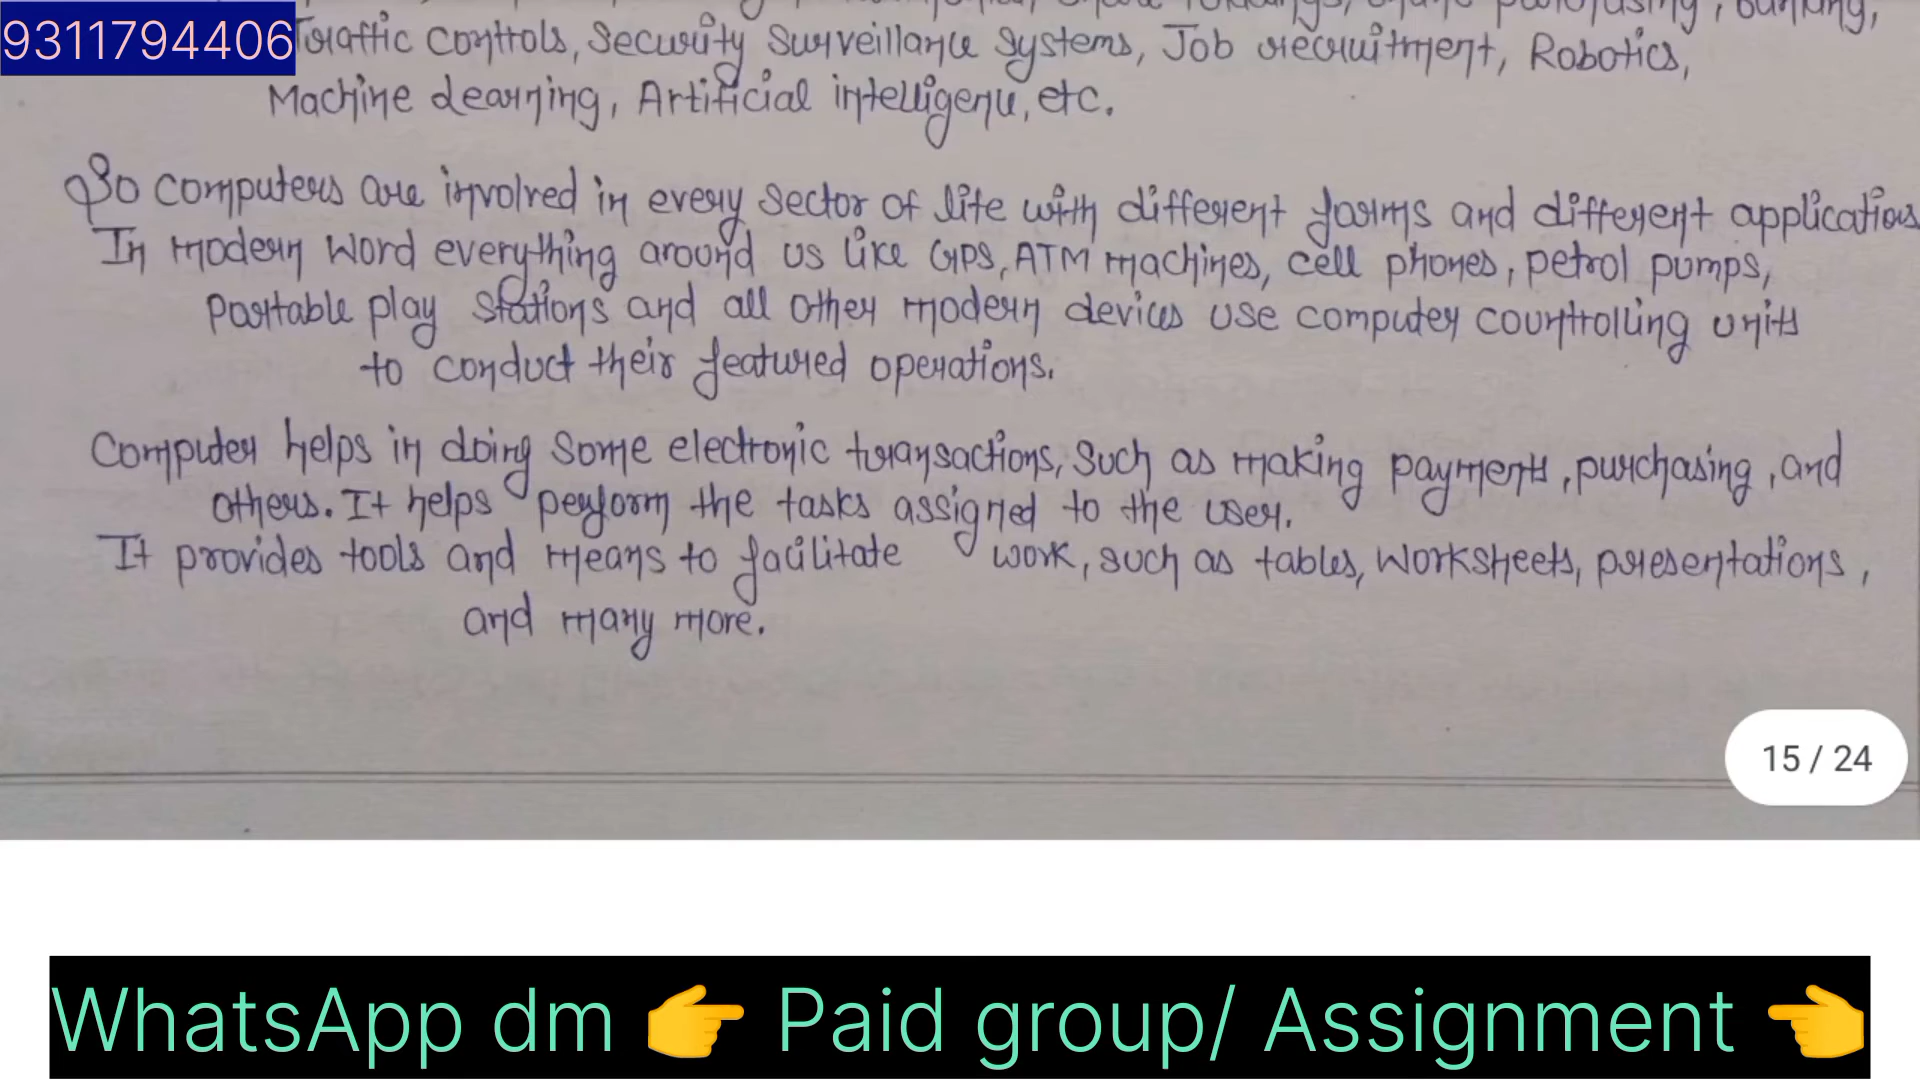 banking,
9311794406
Traffic controls, Security Surveillance Systems, Job recruitment, Robotics,
Machine Learning, Artificial intelligence, etc.
So computers are involved in every Sector of life with different forms and different applications
In modern Word everything around us like GPS, ATM machines, cell phones, petrol pumps,
Portable play stations and all other modern devices use computer countrolling units
to conduct their featured operations.
Computer helps in doing Some electronic transactions, Such as making payments, purchasing, and
others. It helps perform the tasks assigned to the user.
It provides tools and means to facilitate work, such as tables, Worksheets, presentations,
and many more.
15 / 24
WhatsApp dm 👉 Paid group/ Assignment 👈